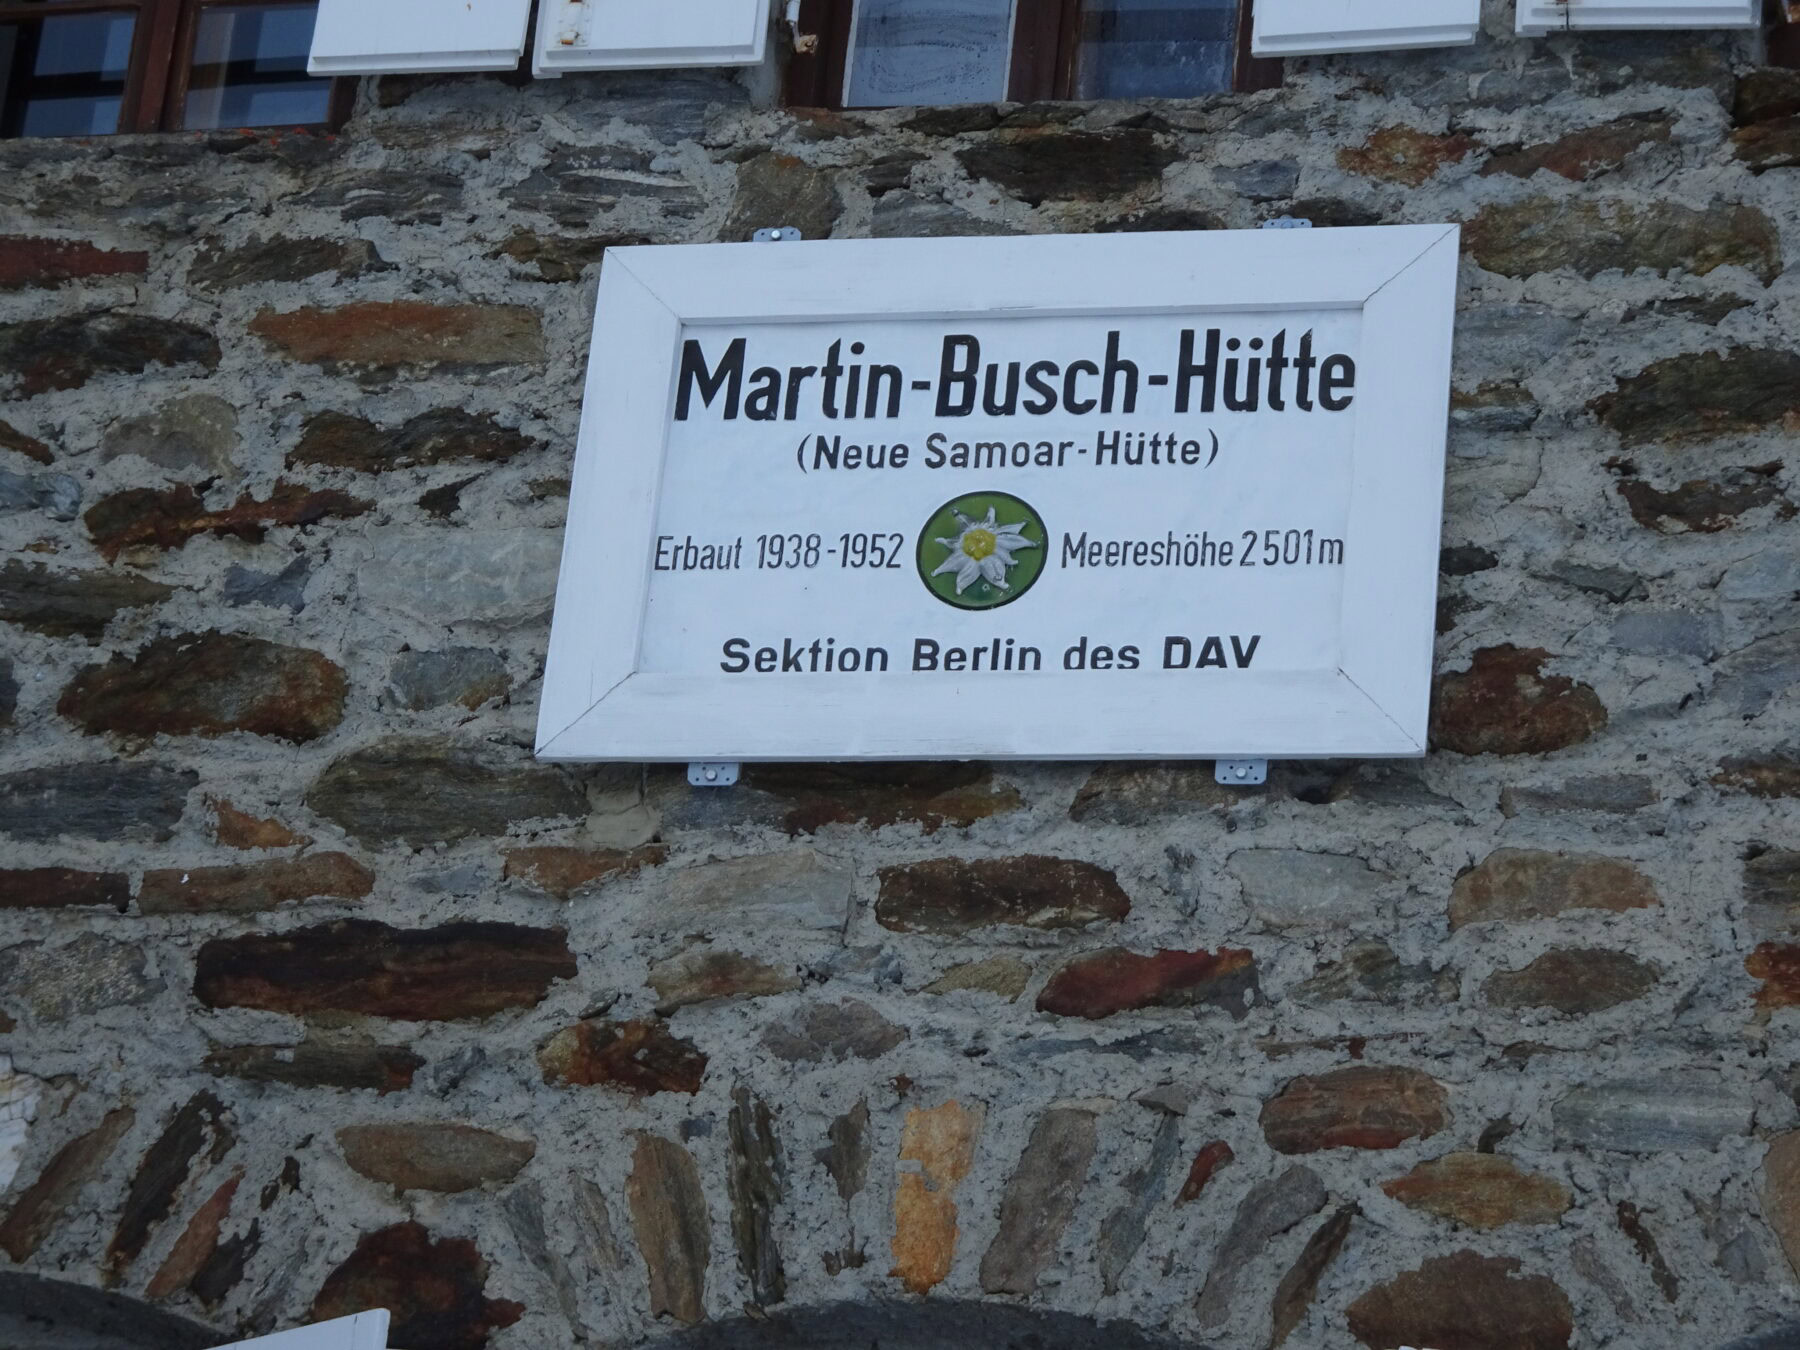 Martin-Busch-Hütte
(Neue Samoar-Hütte)
Erbaut 1938-1952 Meereshöhe 2501m
Sektion Berlin des DAV